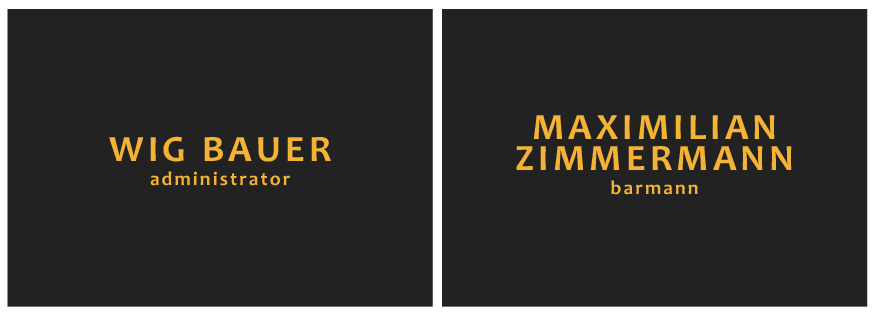 WIG BAUER
administrator
MAXIMILIAN
ZIMMERMANN
barmann